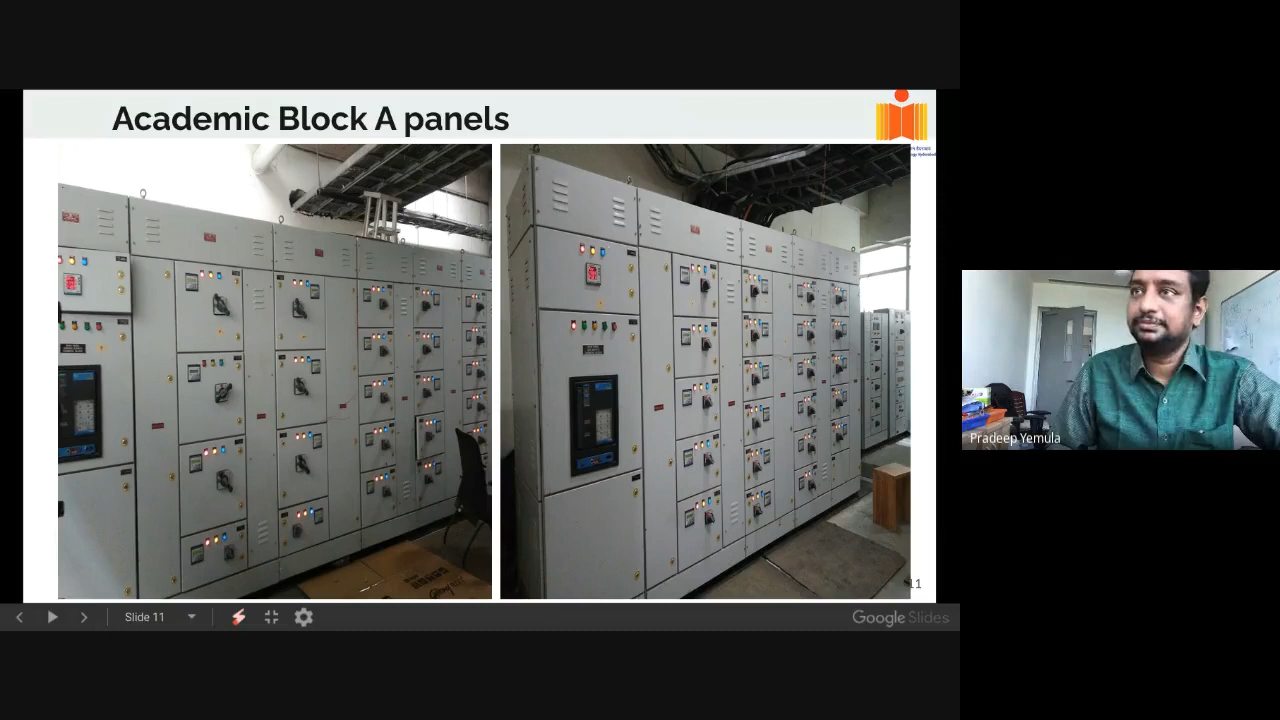 Academic Block A panels
11
Pradeep Yemula
Slide 11
Google Slides